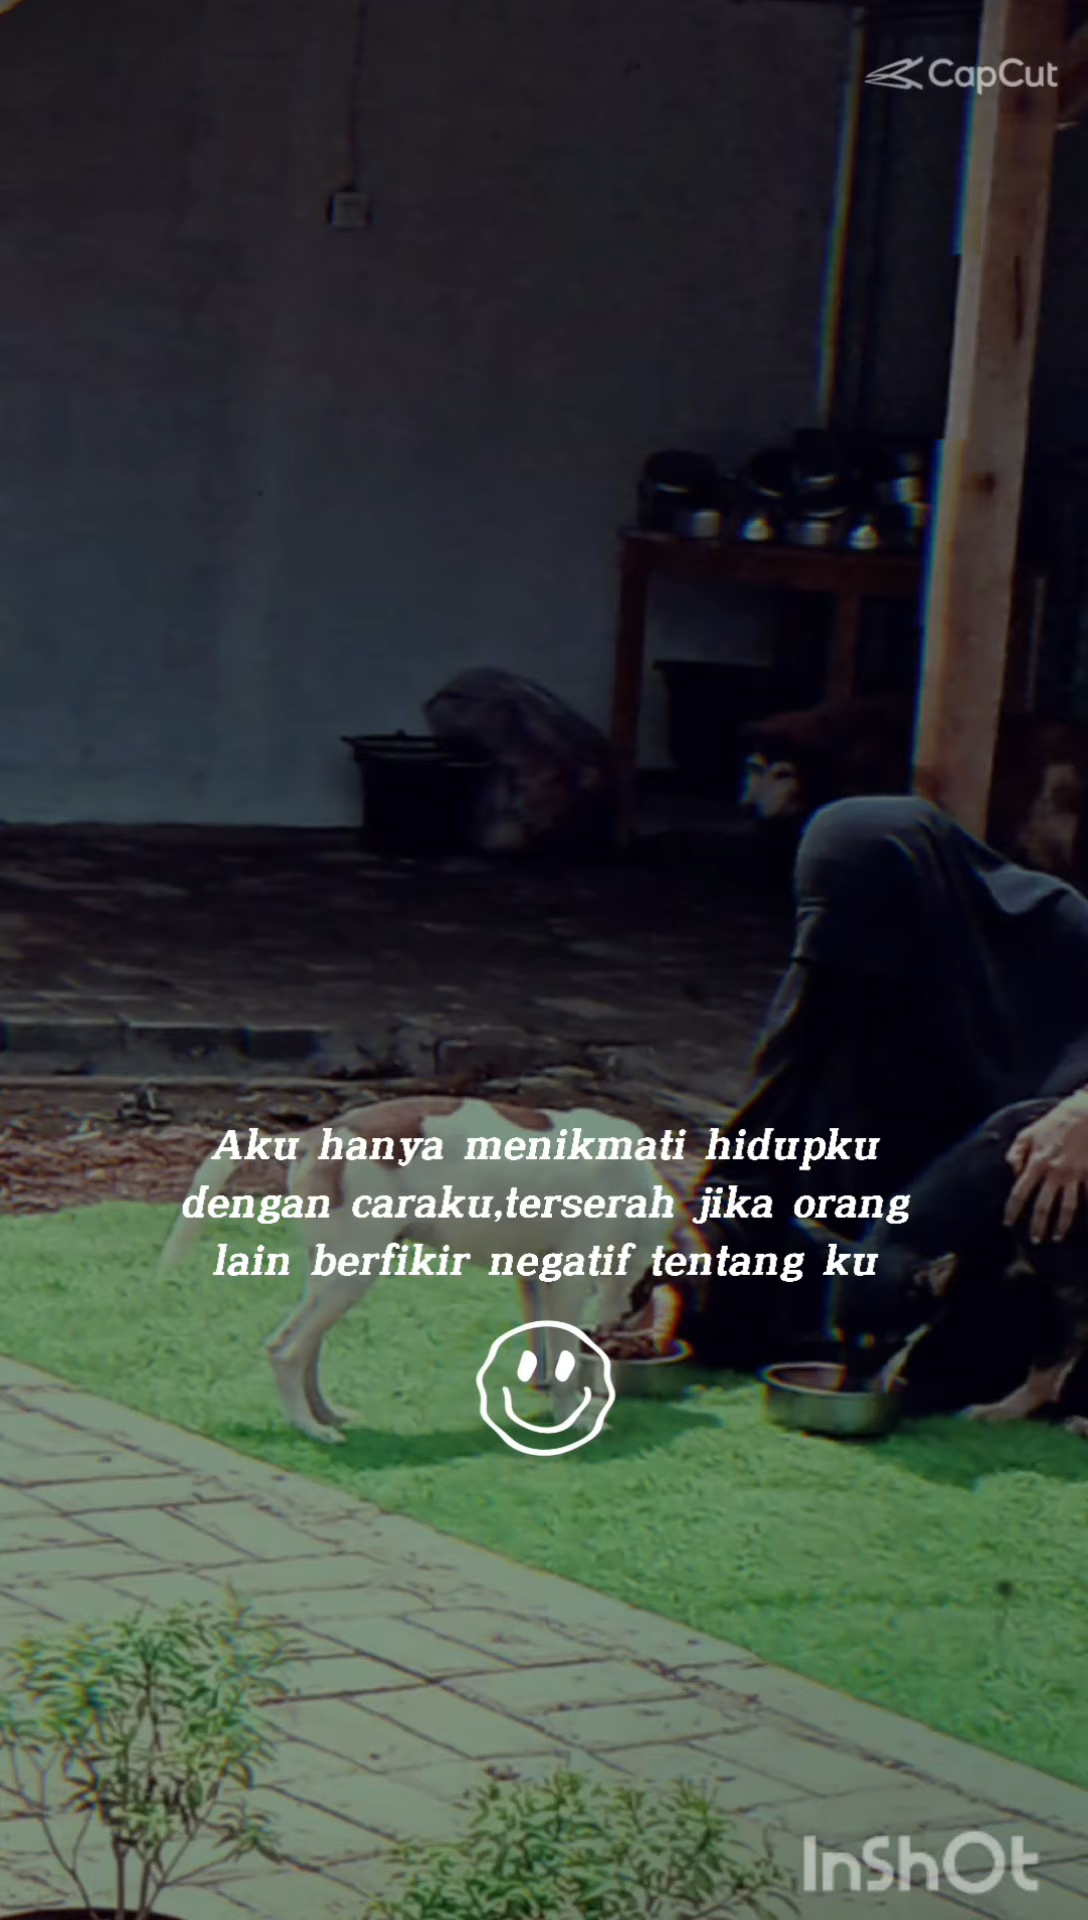 CapCut
Aku hanya menikmati hidupku
dengan caraku,terserah jika orang
lain berfikir negatif tentang ku
InShOt